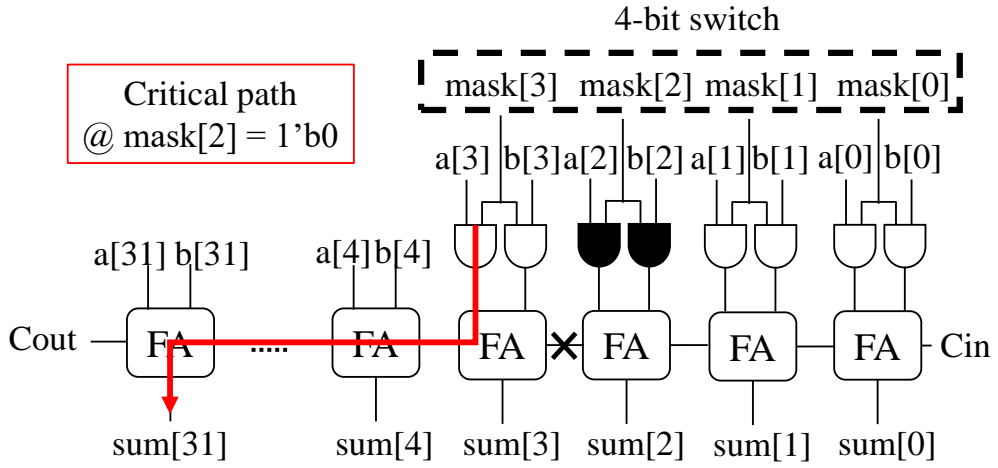 4-bit switch
mask[3] mask[2] mask[1] mask[0]
Critical path
@ mask[2] = 1’b0
a[3] b[3] a[2] b[2] a[1] b[1] a[0] b[0]
a[31] b[31] a[4] b[4]
Cout FA ..... FA FA FA FA FA Cin
sum[31] sum[4] sum[3] sum[2] sum[1] sum[0]